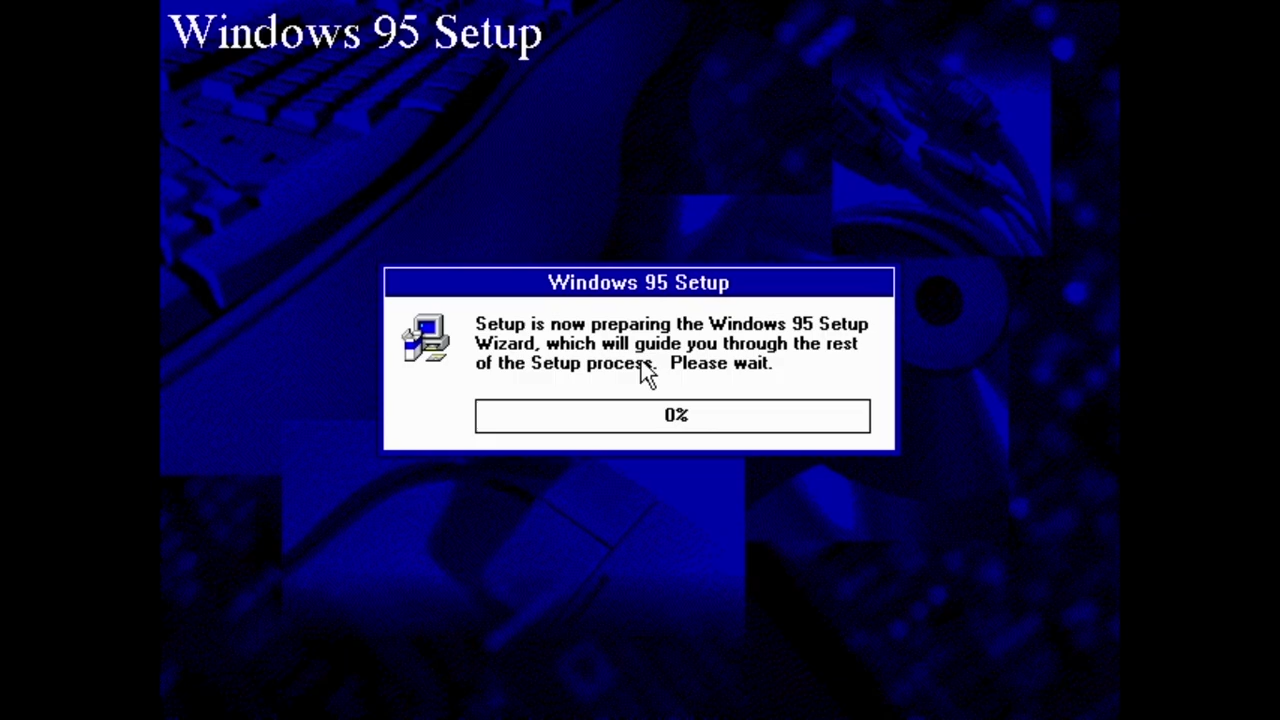 Windows 95 Setup
Windows 95 Setup
Setup is now preparing the Windows 95 Setup
Wizard, which will guide you through the rest
of the Setup process. Please wait.
0%